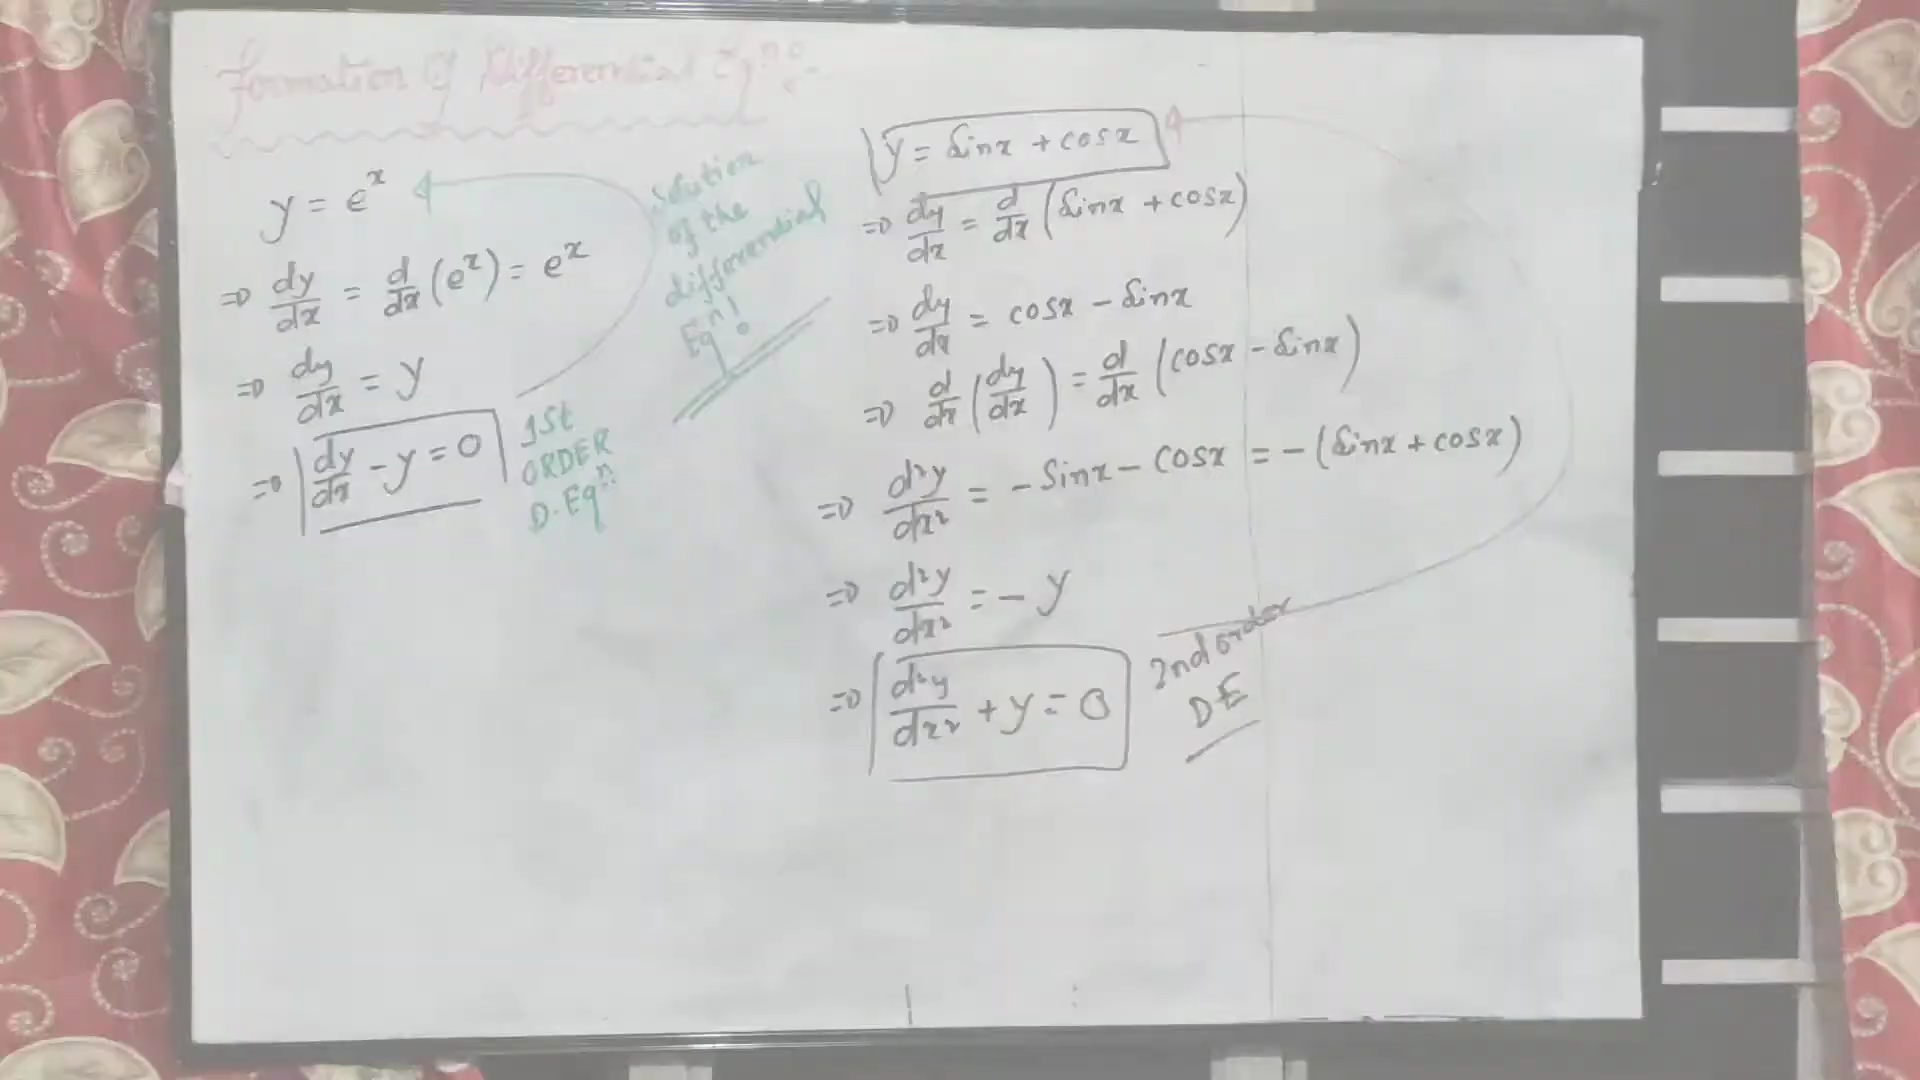 Formation Of Differential Eqⁿ:-
y = eˣ
⇒ dy/dx = d/dx (eˣ) = eˣ
⇒ dy/dx = y
⇒ dy/dx - y = 0
1St
ORDER
D.Eqⁿ:
Solution
of the
differential
Eqⁿ!
y = Sinx + cosx
⇒ dy/dx = d/dx (Sinx + cosx)
⇒ dy/dx = cosx - Sinx
⇒ d/dx (dy/dx) = d/dx (cosx - Sinx)
⇒ d²y/dx² = - Sinx - cosx = - (Sinx + cosx)
⇒ d²y/dx² = - y
⇒ d²y/dx² + y = 0
2nd order
DE